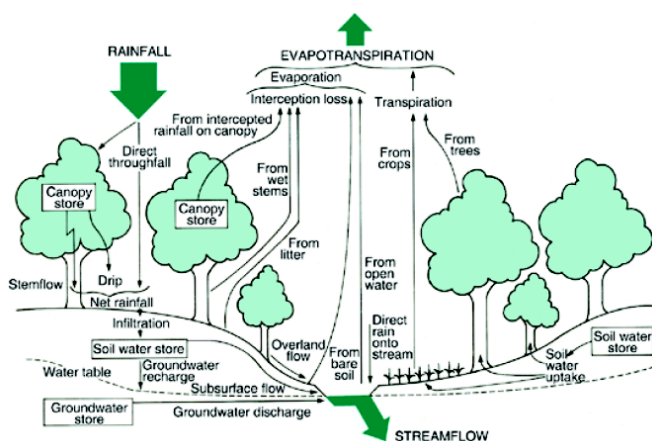 RAINFALL
EVAPOTRANSPIRATION
Evaporation
Interception loss
Transpiration
From intercepted
rainfall on canopy
Direct
throughfall
From
crops
From
trees
From
wet
stems
Canopy
store
Canopy
store
From
litter
From
open
water
Stemflow
Drip
Net rainfall
Infiltration
Overland
flow
From
bare
soil
Direct
rain
onto
stream
Soil water store
Soil water
store
Soil
water
uptake
Water table
Groundwater
recharge
Subsurface flow
Groundwater
store
Groundwater discharge
STREAMFLOW